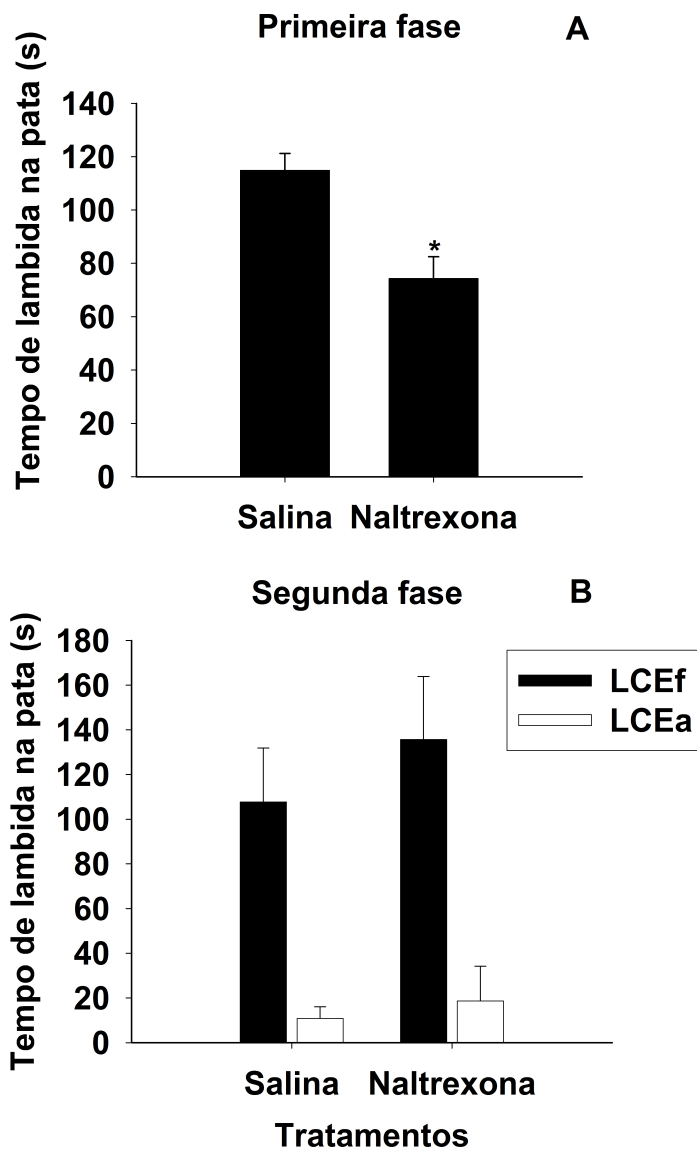 Primeira fase
A
Tempo de lambida na pata (s)
140
120
100
80
60
40
20
0
*
Salina Naltrexona
Segunda fase
B
Tempo de lambida na pata (s)
180
160
140
120
100
80
60
40
20
0
LCEf
LCEa
Salina Naltrexona
Tratamentos